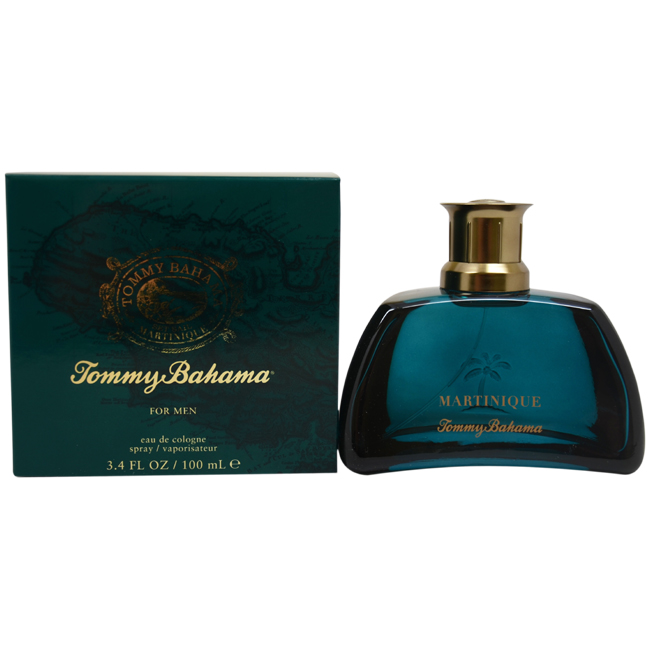 TOMMY BAHA
MARTINIQUE
Tommy Bahama®
FOR MEN
eau de cologne
spray / vaporisateur
3.4 FL OZ / 100 mL ℮
MARTINIQUE
Tommy Bahama